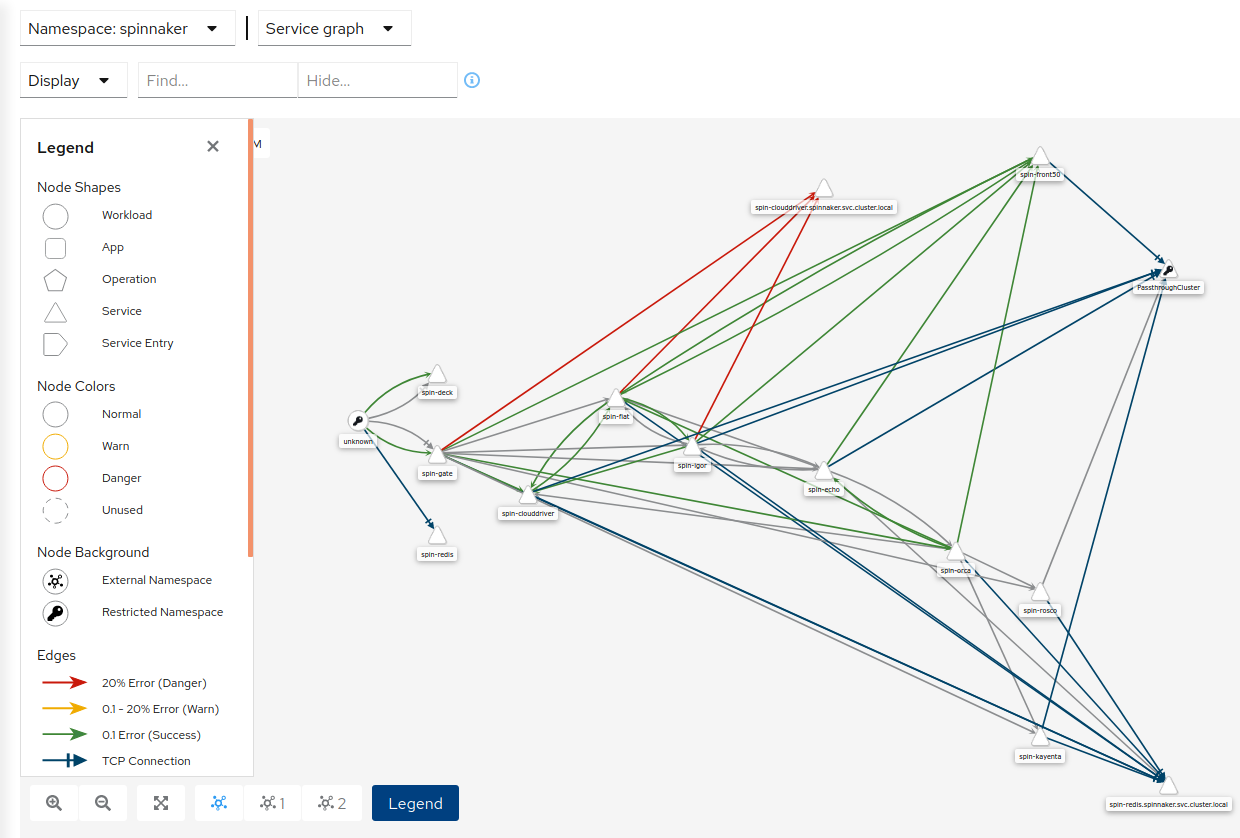 Namespace: spinnaker
Service graph
Display
Find...
Hide...
Legend
M
Node Shapes
Workload
App
Operation
Service
Service Entry
Node Colors
Normal
Warn
Danger
Unused
Node Background
External Namespace
Restricted Namespace
Edges
20% Error (Danger)
0.1 - 20% Error (Warn)
0.1 Error (Success)
TCP Connection
spin-front50
spin-clouddriver.spinnaker.svc.cluster.local
PassthroughCluster
spin-deck
spin-fiat
unknown
spin-gate
spin-igor
spin-echo
spin-clouddriver
spin-redis
spin-orca
spin-rosco
spin-kayenta
spin-redis.spinnaker.svc.cluster.local
1
2
Legend